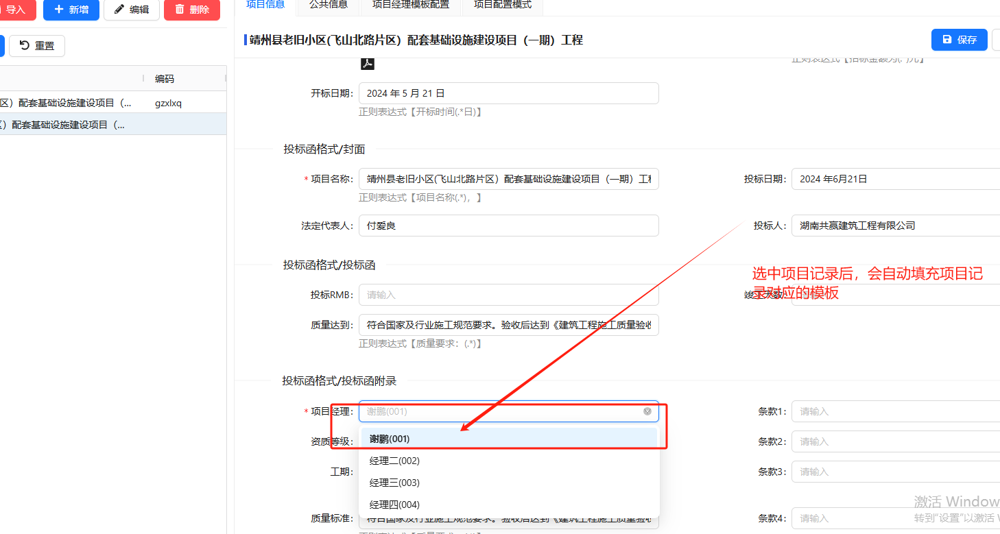 导入
新增
编辑
删除
重置
编码
区）配套基础设施建设项目（...
gzxlxq
）配套基础设施建设项目（...
项目信息
公共信息
项目经理模板配置
项目配置模式
靖州县老旧小区(飞山北路片区）配套基础设施建设项目（一期）工程
保存
正则表达式【招标金额为(.*)元】
开标日期：
2024 年 5 月 21 日
正则表达式【开标时间(.*日)】
投标函格式/封面
* 项目名称：
靖州县老旧小区(飞山北路片区）配套基础设施建设项目（一期）工
投标日期：
2024 年6月21日
正则表达式【项目名称(.*)，】
法定代表人：
付爱良
投标人：
湖南共赢建筑工程有限公司
选中项目记录后，会自动填充项目记
录对应的模板
投标函格式/投标函
投标RMB：
请输入
竣工天数：
质量达到：
符合国家及行业施工规范要求。验收后达到《建筑工程施工质量验收
正则表达式【质量要求：(.*)】
投标函格式/投标函附录
* 项目经理：
谢鹏(001)
条款1：
请输入
谢鹏(001)
资质等级：
条款2：
请输入
经理二(002)
工期：
经理三(003)
条款3：
请输入
经理四(004)
质量标准：
符合国家及行业施工规范要求。验收后达到《建筑工程施工质量验收
条款4：
请输入
激活 Window
转到"设置"以激活